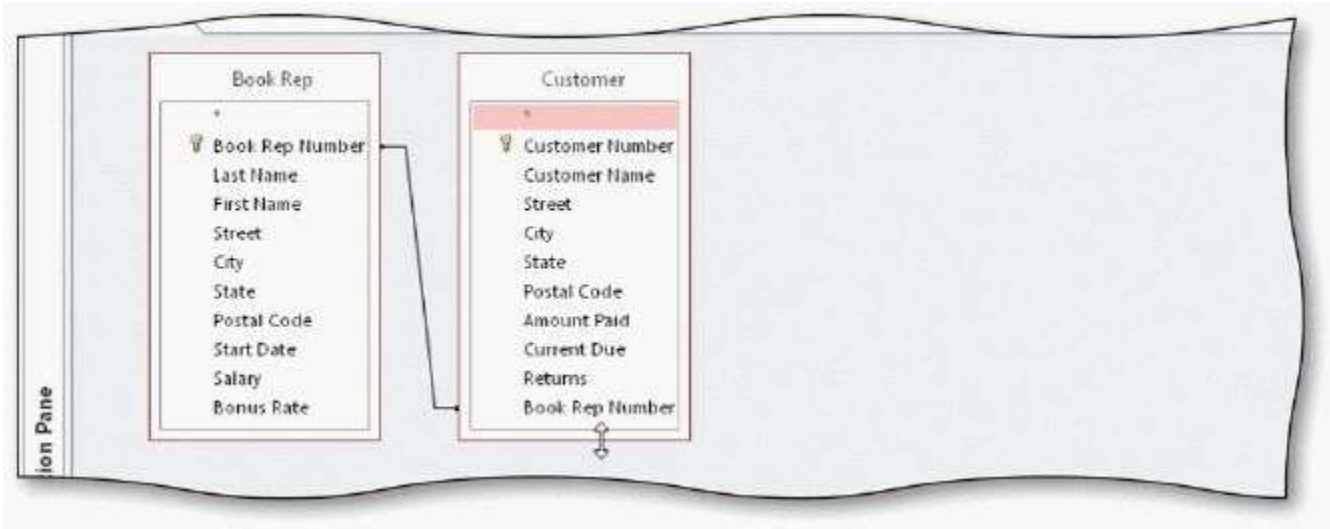 Book Rep
*
Book Rep Number
Last Name
First Name
Street
City
State
Postal Code
Start Date
Salary
Bonus Rate
Customer
*
Customer Number
Customer Name
Street
City
State
Postal Code
Amount Paid
Current Due
Returns
Book Rep Number
ion Pane